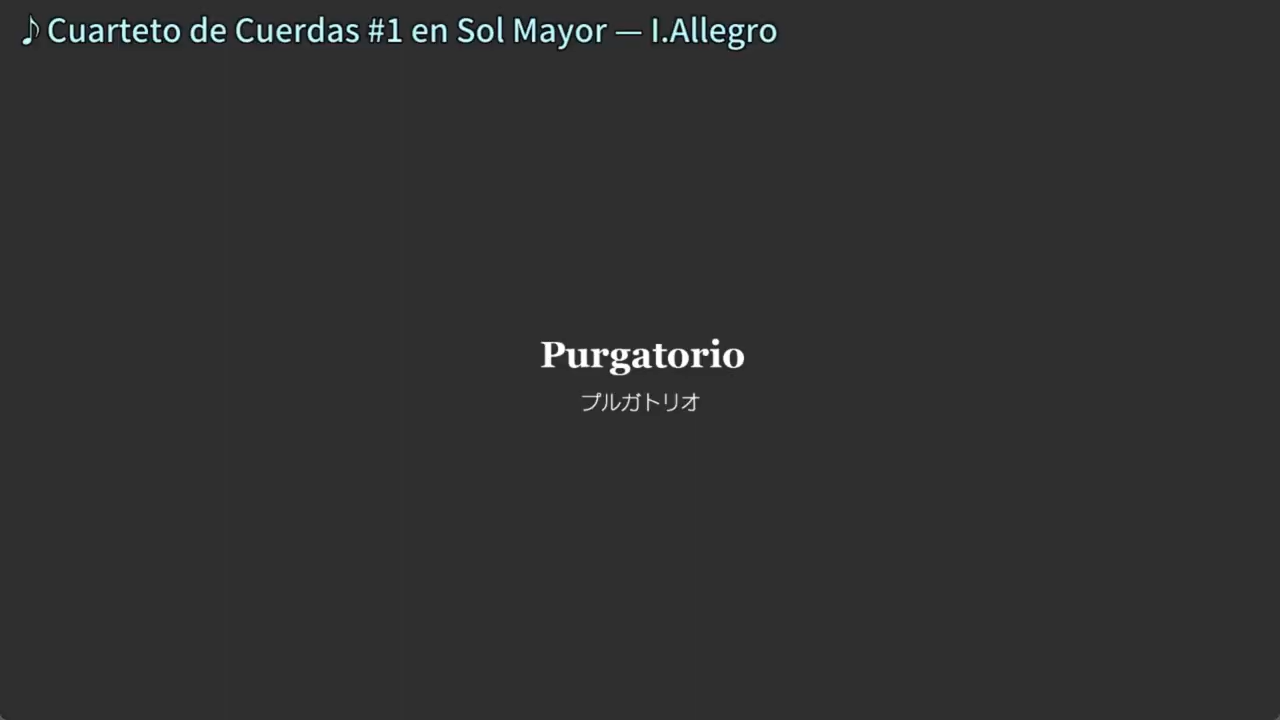 ♪ Cuarteto de Cuerdas #1 en Sol Mayor — I.Allegro
Purgatorio
プルガトリオ